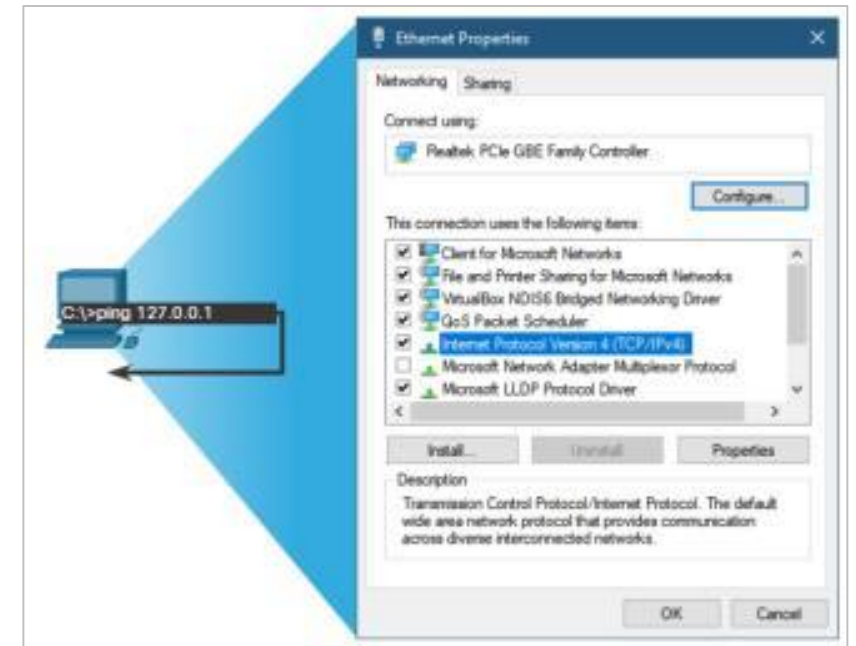 Ethernet Properties
Networking Sharing
Connect using:
Realtek PCIe GBE Family Controller
Configure...
This connection uses the following items:
Client for Microsoft Networks
File and Printer Sharing for Microsoft Networks
VirtualBox NDIS6 Bridged Networking Driver
QoS Packet Scheduler
Internet Protocol Version 4 (TCP/IPv4)
Microsoft Network Adapter Multiplexor Protocol
Microsoft LLDP Protocol Driver
C:\>ping 127.0.0.1
Install... Uninstall Properties
Description
Transmission Control Protocol/Internet Protocol. The default
wide area network protocol that provides communication
across diverse interconnected networks.
OK Cancel